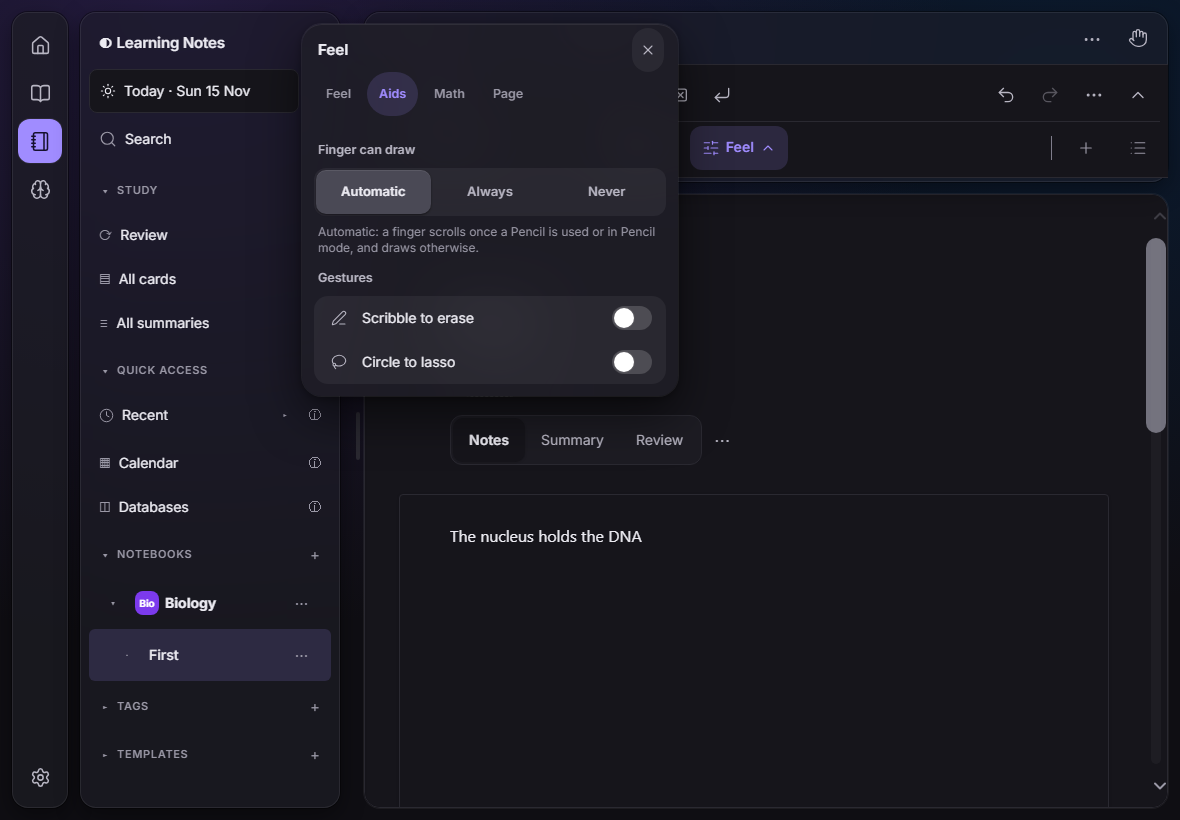 Learning Notes
Today · Sun 15 Nov
Search
STUDY
Review
All cards
All summaries
QUICK ACCESS
Recent
Calendar
Databases
NOTEBOOKS
Bio Biology
First
TAGS
TEMPLATES
Feel
Feel Aids Math Page
Finger can draw
Automatic Always Never
Automatic: a finger scrolls once a Pencil is used or in Pencil
mode, and draws otherwise.
Gestures
Scribble to erase
Circle to lasso
Feel
Notes Summary Review
The nucleus holds the DNA